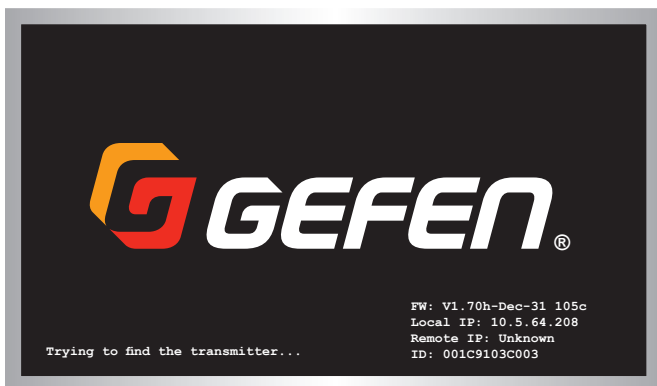 GEFEN®
FW: V1.70h-Dec-31 105c
Local IP: 10.5.64.208
Remote IP: Unknown
Trying to find the transmitter...
ID: 001C9103C003